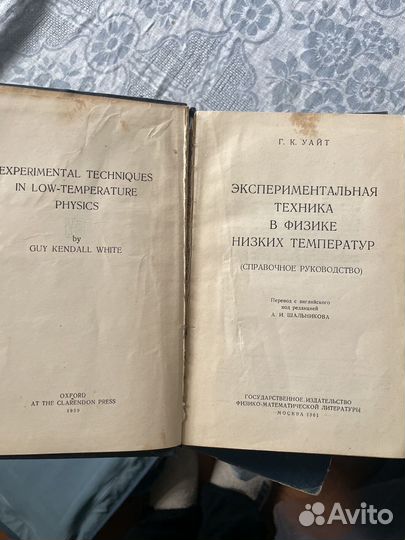 EXPERIMENTAL TECHNIQUES
IN LOW-TEMPERATURE
PHYSICS
by
GUY KENDALL WHITE
OXFORD
AT THE CLARENDON PRESS
1959
Г. К. УАЙТ
ЭКСПЕРИМЕНТАЛЬНАЯ
ТЕХНИКА
В ФИЗИКЕ
НИЗКИХ ТЕМПЕРАТУР
(СПРАВОЧНОЕ РУКОВОДСТВО)
Перевод с английского
под редакцией
А. И. ШАЛЬНИКОВА
ГОСУДАРСТВЕННОЕ ИЗДАТЕЛЬСТВО
ФИЗИКО-МАТЕМАТИЧЕСКОЙ ЛИТЕРАТУРЫ
МОСКВА 1961
Avito